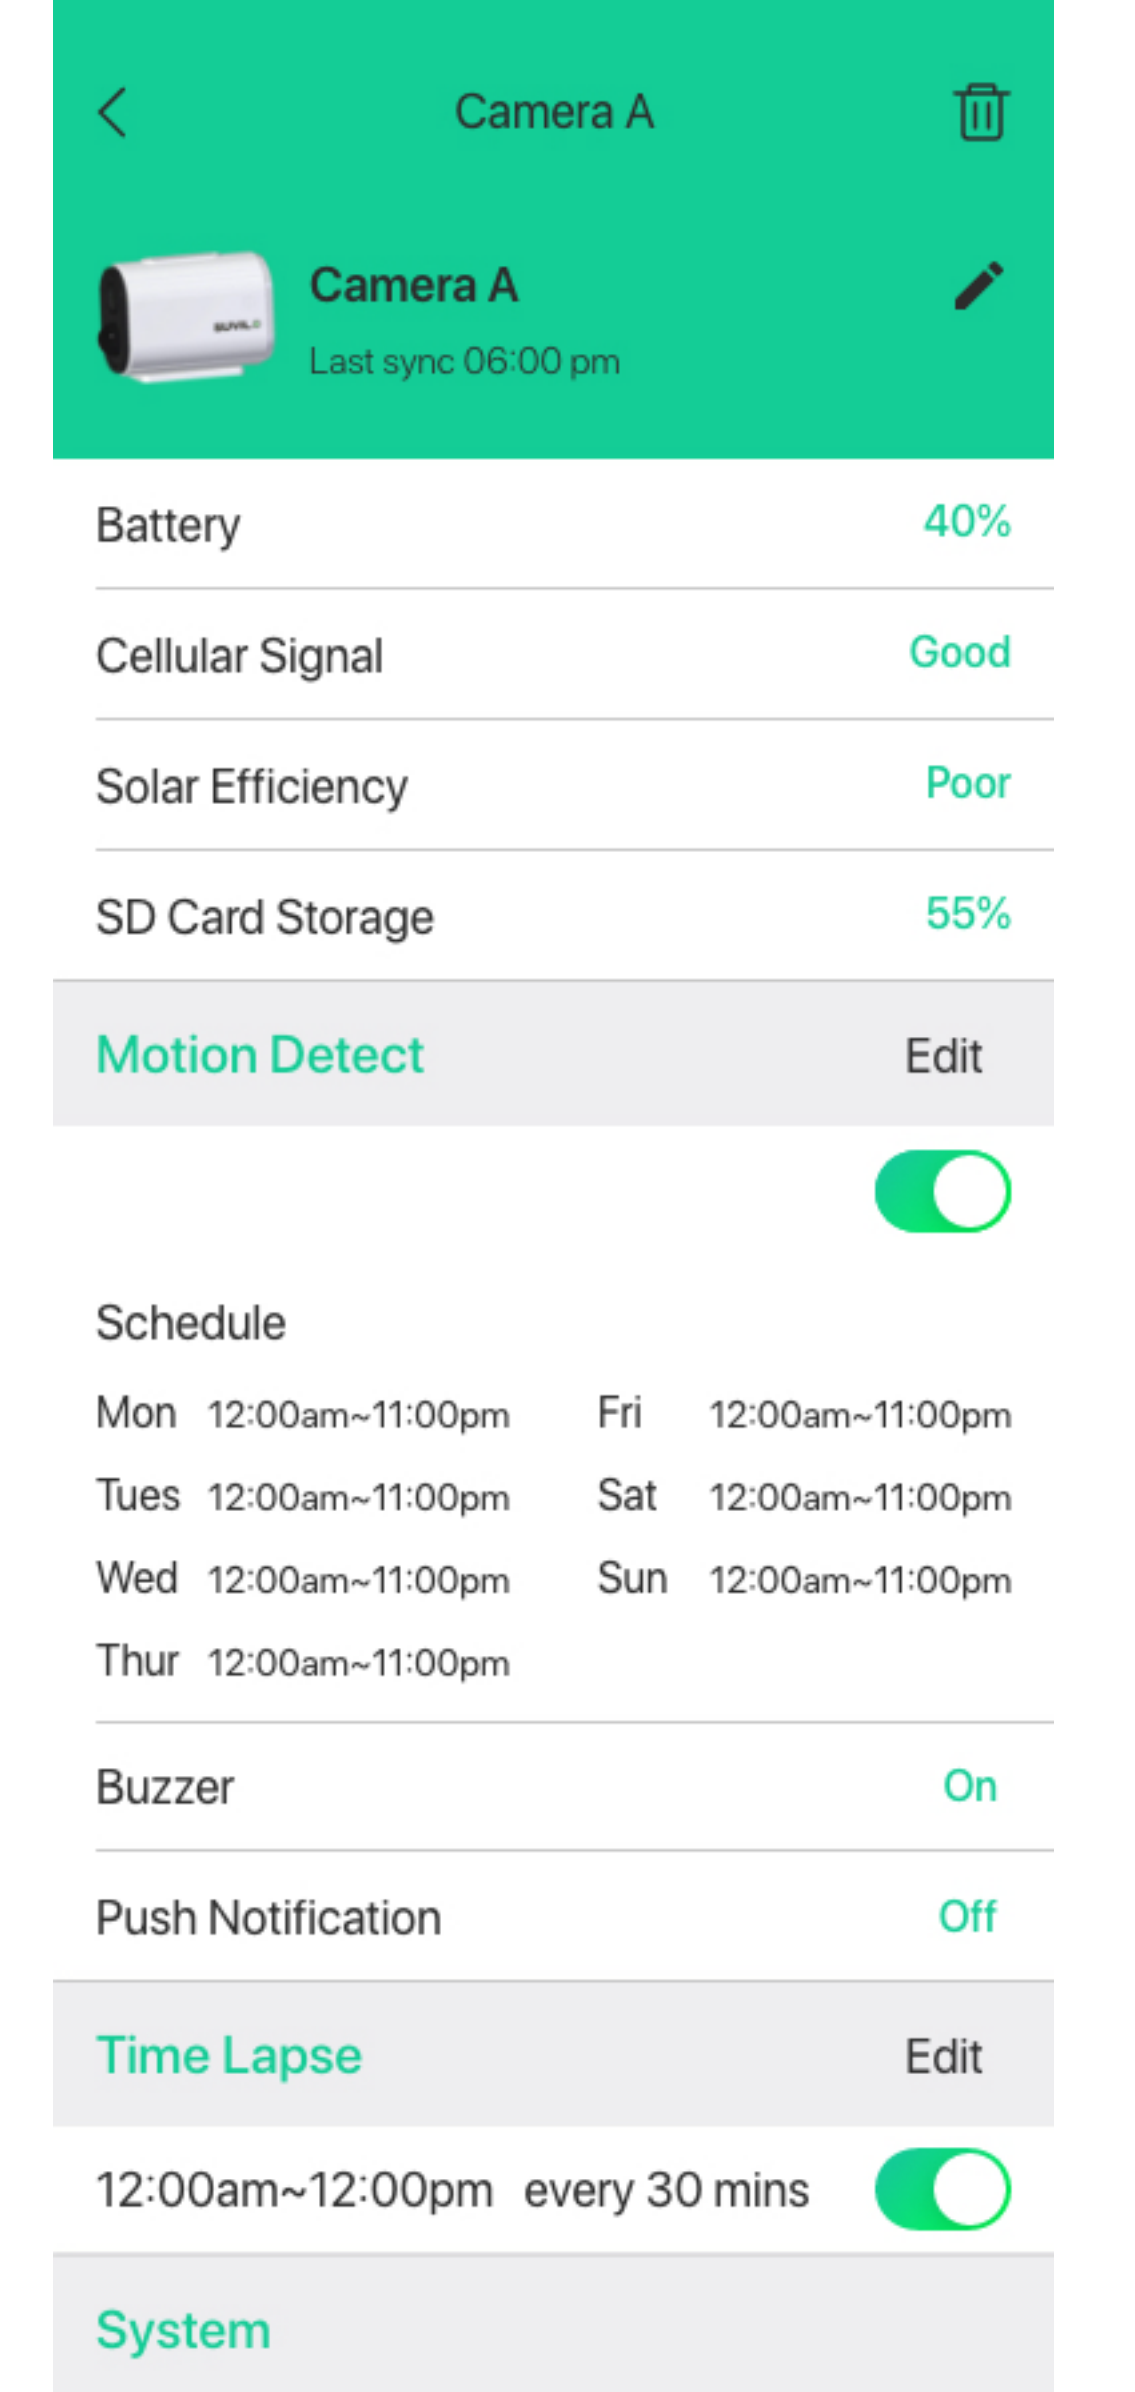 Camera A
Camera A
Last sync 06:00 pm
Battery 40%
Cellular Signal Good
Solar Efficiency Poor
SD Card Storage 55%
Motion Detect Edit
Schedule
Mon 12:00am~11:00pm Fri 12:00am~11:00pm
Tues 12:00am~11:00pm Sat 12:00am~11:00pm
Wed 12:00am~11:00pm Sun 12:00am~11:00pm
Thur 12:00am~11:00pm
Buzzer On
Push Notification Off
Time Lapse Edit
12:00am~12:00pm every 30 mins
System